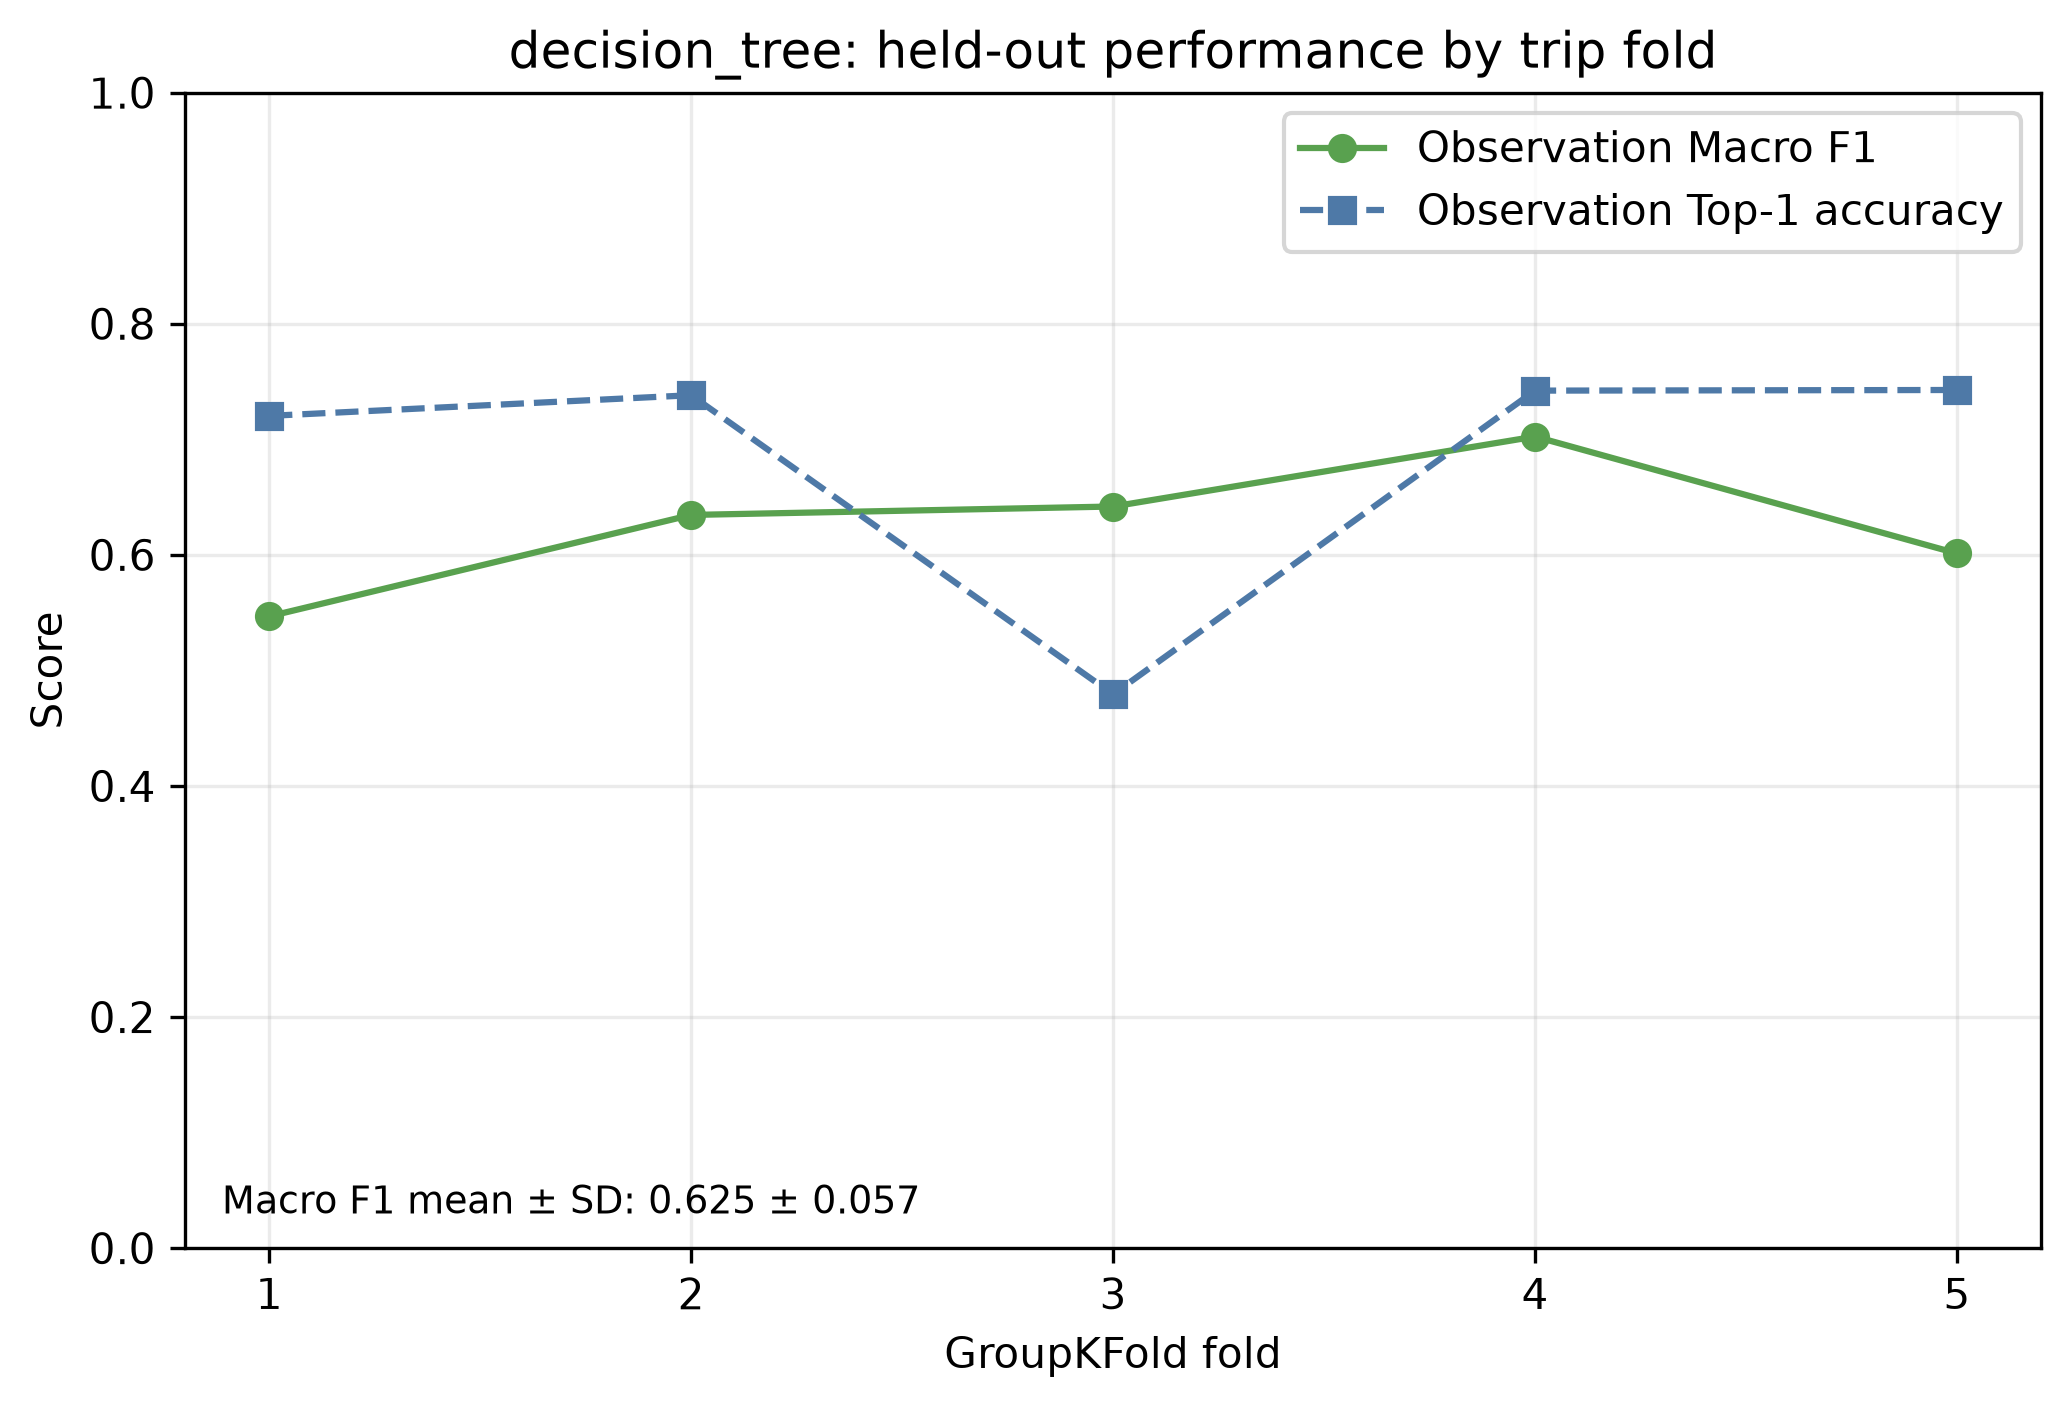 decision_tree: held-out performance by trip fold
1.0
0.8
0.6
0.4
0.2
0.0
Score
Observation Macro F1
Observation Top-1 accuracy
Macro F1 mean ± SD: 0.625 ± 0.057
1 2 3 4 5
GroupKFold fold